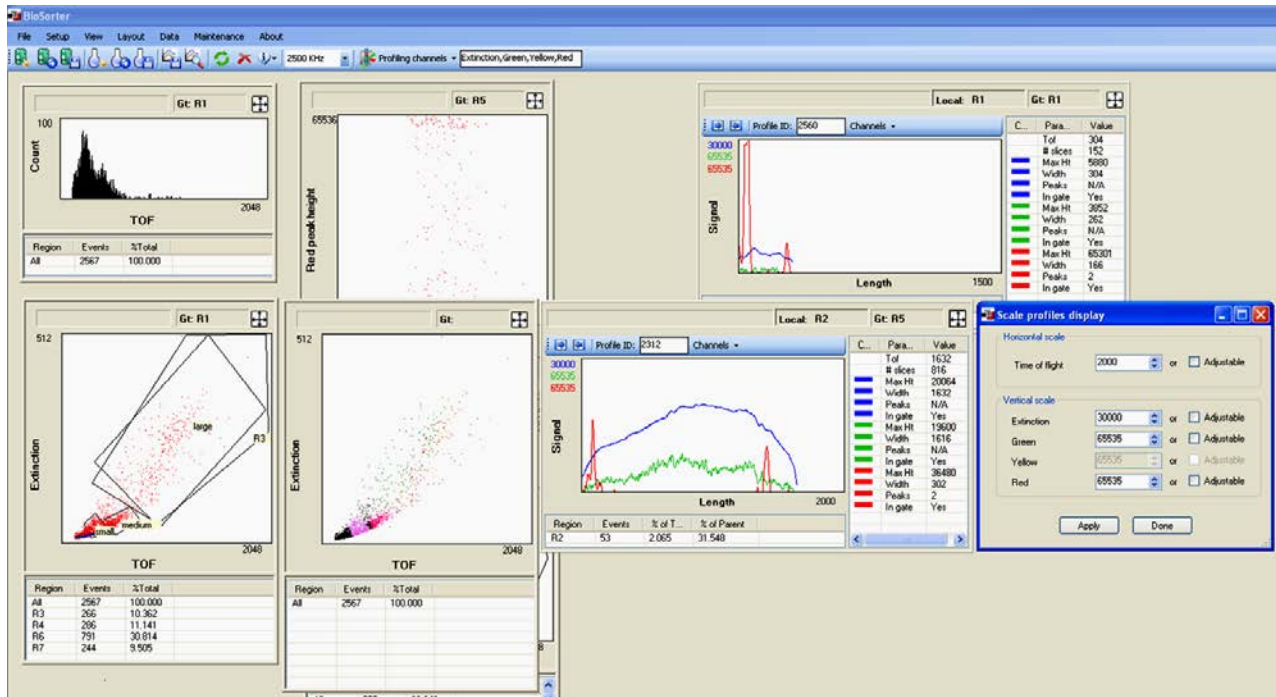 BioSorter
File Setup View Layout Data Maintenance About
2500 KHz Profiling channels Extinction,Green,Yellow,Red
Gt: R1
100
Count
2048
TOF
Region Events %Total
All 2567 100.000
Gt: R5
65536
Red peak height
Local: R1 Gt: R1
Profile ID: 2560 Channels
30000
65535
65535
Signal
Length 1500
C... Para... Value
Tof 304
# slices 152
Max Ht 5880
Width 304
Peaks N/A
In gate Yes
Max Ht 3852
Width 262
Peaks N/A
In gate Yes
Max Ht 65301
Width 166
Peaks 2
In gate Yes
Gt: R1
512
Extinction
large
R3
medium
small
2048
TOF
Region Events %Total
All 2567 100.000
R3 266 10.362
R4 286 11.141
R6 791 30.814
R7 244 9.505
Gt:
512
Extinction
2048
TOF
Region Events %Total
All 2567 100.000
8
Local: R2 Gt: R5
Profile ID: 2312 Channels
30000
65535
65535
Signal
Length 2000
Region Events % of T... % of Parent
R2 53 2.065 31.548
C... Para... Value
Tof 1632
# slices 816
Max Ht 20064
Width 1632
Peaks N/A
In gate Yes
Max Ht 19600
Width 1616
Peaks N/A
In gate Yes
Max Ht 36480
Width 302
Peaks 2
In gate Yes
Scale profiles display
Horizontal scale
Time of flight 2000 or Adjustable
Vertical scale
Extinction 30000 or Adjustable
Green 65535 or Adjustable
Yellow 65535 or Adjustable
Red 65535 or Adjustable
Apply Done